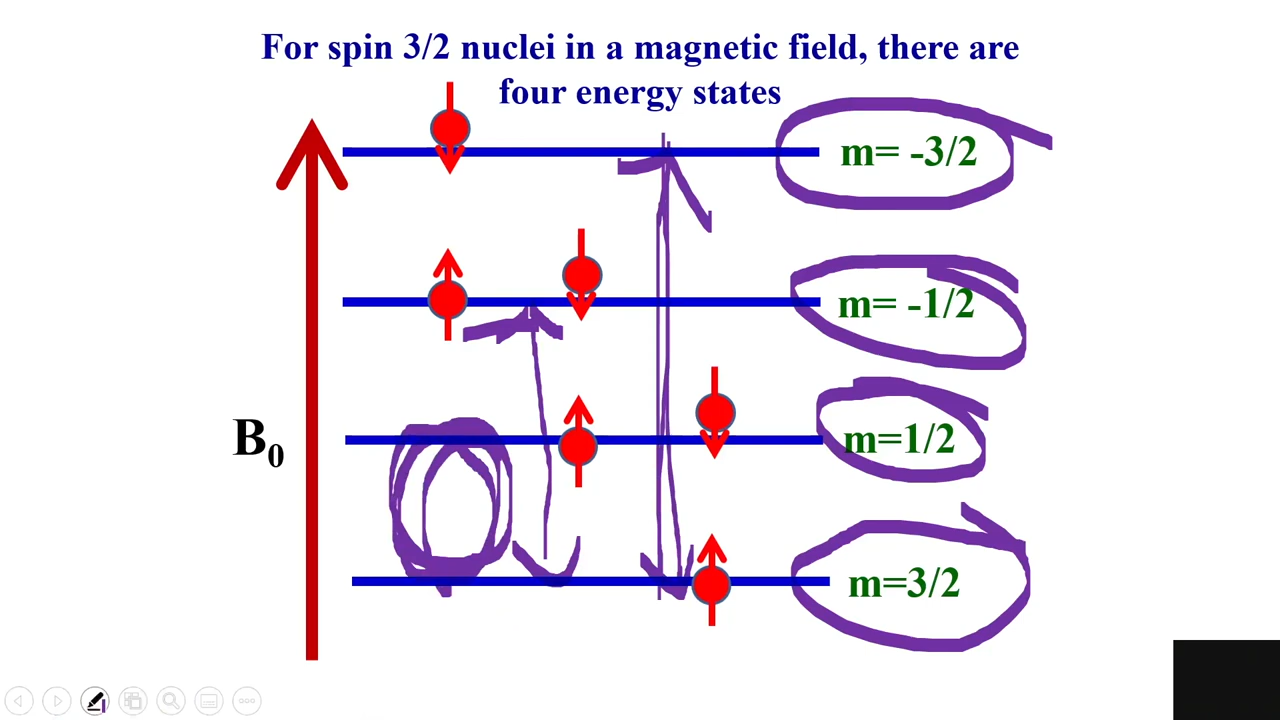 For spin 3/2 nuclei in a magnetic field, there are
four energy states
m= -3/2
m= -1/2
B₀
m=1/2
m=3/2